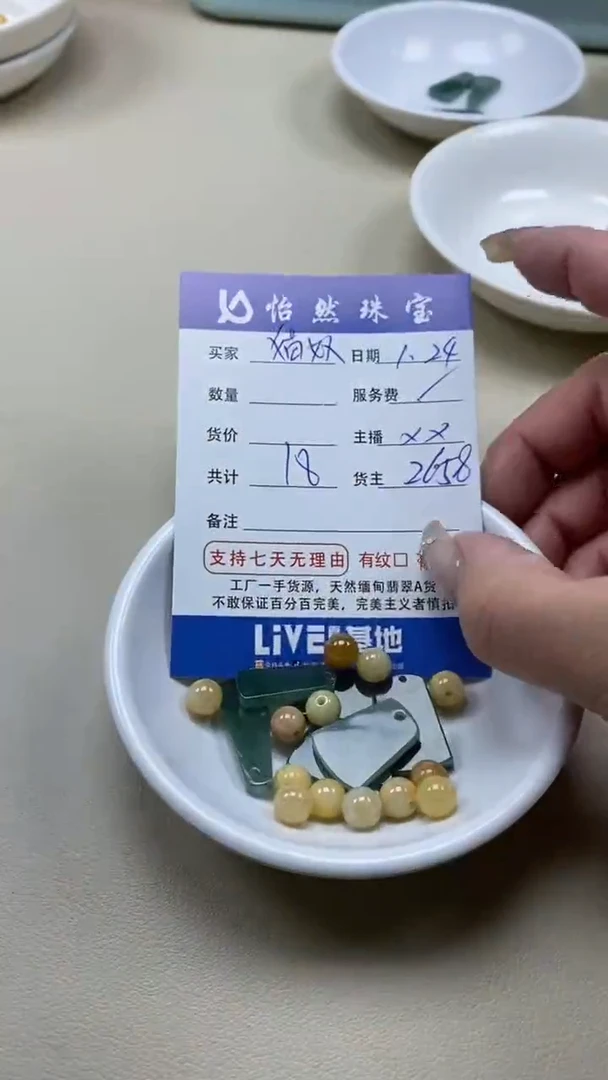 怡然珠宝
买家 猫奴 日期 1.24
数量 服务费 /
货价 主播 XX
共计 18 货主 2658
备注
支持七天无理由 有纹□
工厂一手货源，天然缅甸翡翠A货
不敢保证百分百完美，完美主义者慎拍
LiVE 基地